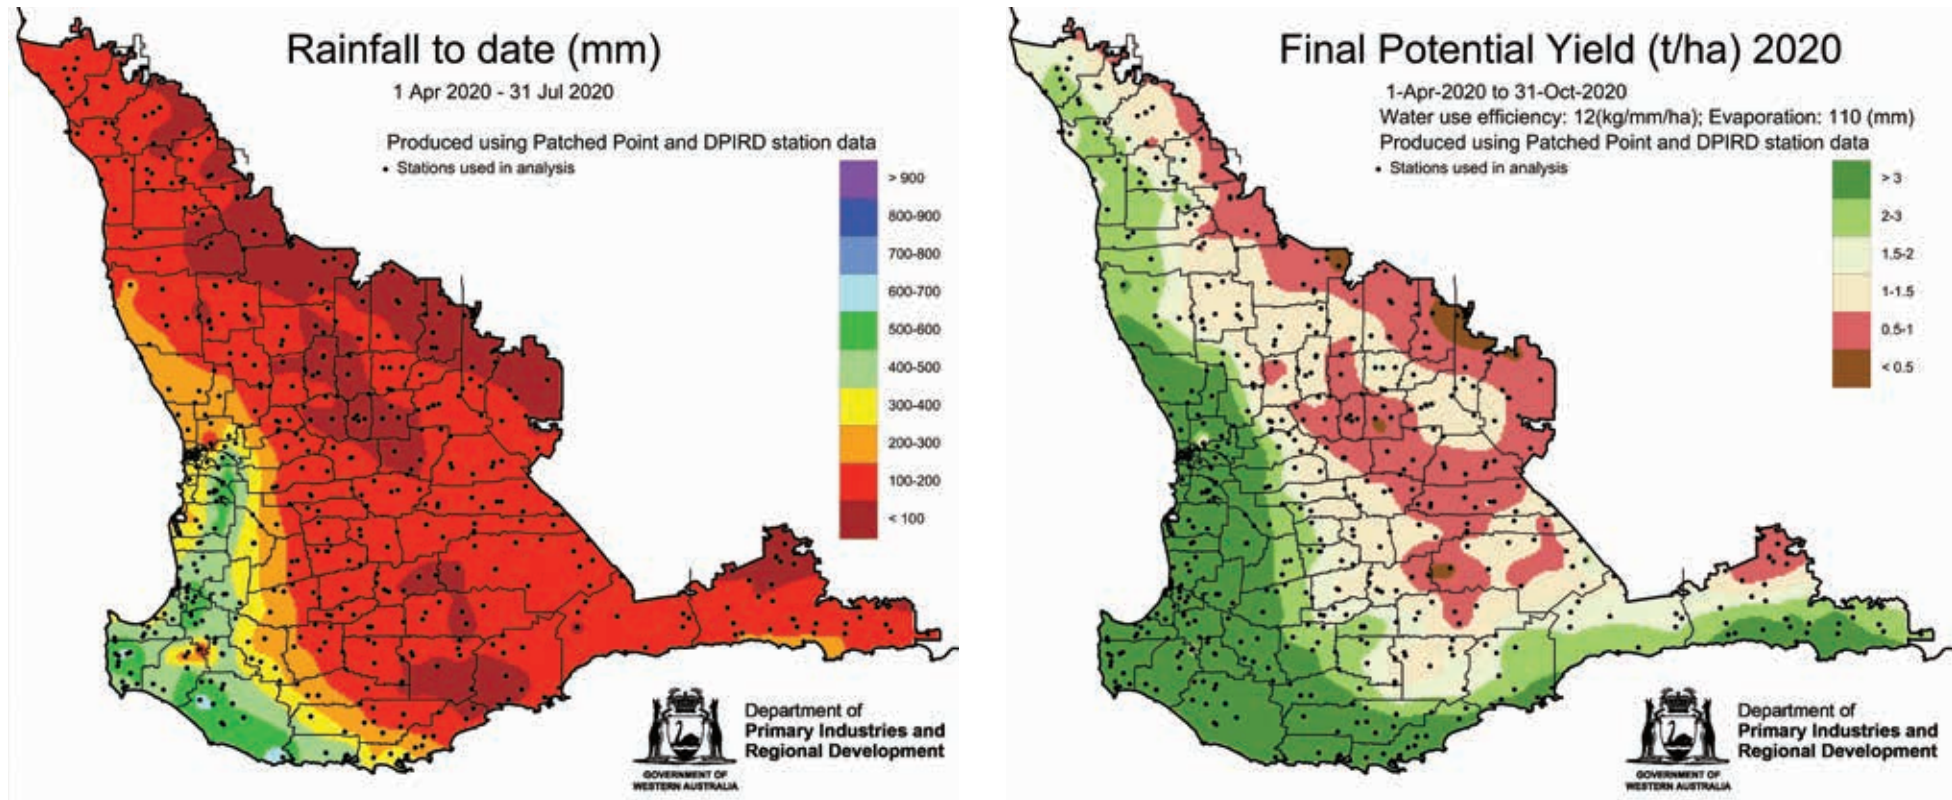 Rainfall to date (mm)
1 Apr 2020 - 31 Jul 2020
Produced using Patched Point and DPIRD station data
• Stations used in analysis
> 900
800-900
700-800
600-700
500-600
400-500
300-400
200-300
100-200
< 100
Department of
Primary Industries and
Regional Development
GOVERNMENT OF
WESTERN AUSTRALIA
Final Potential Yield (t/ha) 2020
1-Apr-2020 to 31-Oct-2020
Water use efficiency: 12(kg/mm/ha); Evaporation: 110 (mm)
Produced using Patched Point and DPIRD station data
• Stations used in analysis
> 3
2-3
1.5-2
1-1.5
0.5-1
< 0.5
Department of
Primary Industries and
Regional Development
GOVERNMENT OF
WESTERN AUSTRALIA